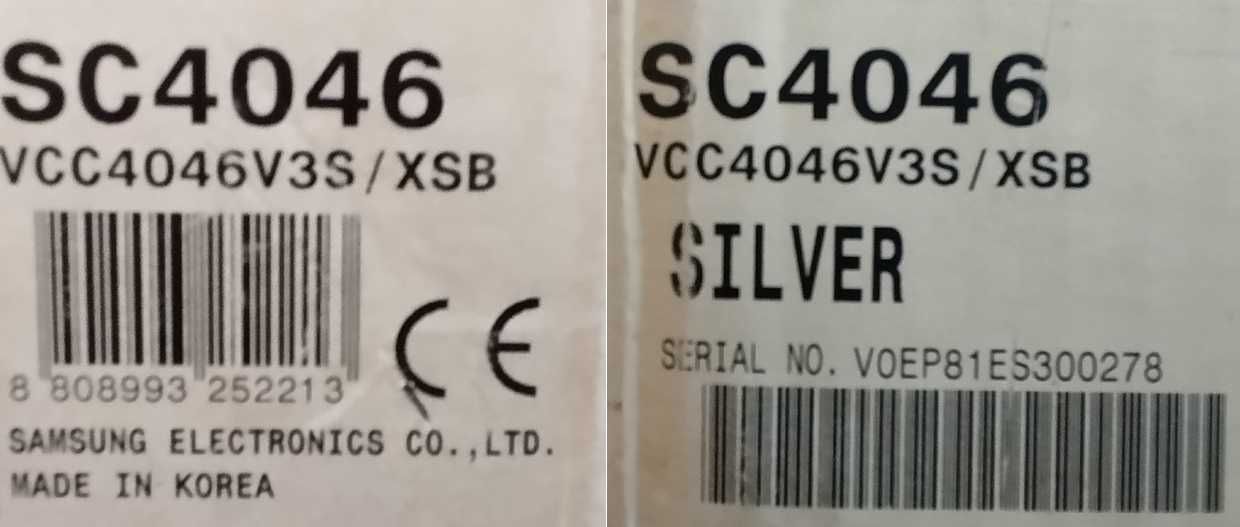 SC4046
VCC4046V3S/XSB
8 808993 252213
CE
SAMSUNG ELECTRONICS CO.,LTD.
MADE IN KOREA
SC4046
VCC4046V3S/XSB
SILVER
SERIAL NO. V0EP81ES300278